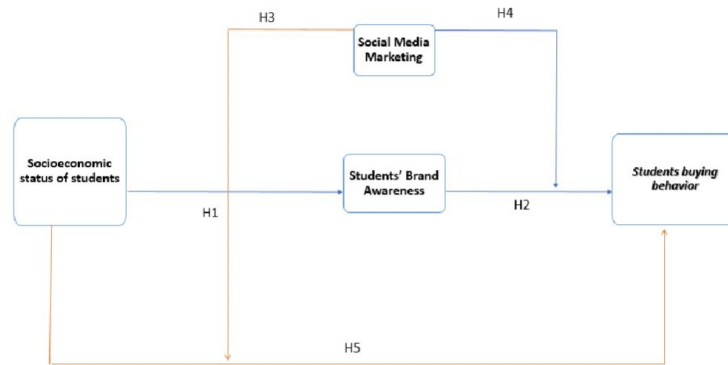 H3
H4
Social Media
Marketing
Socioeconomic
status of students
Students' Brand
Awareness
Students buying
behavior
H1
H2
H5